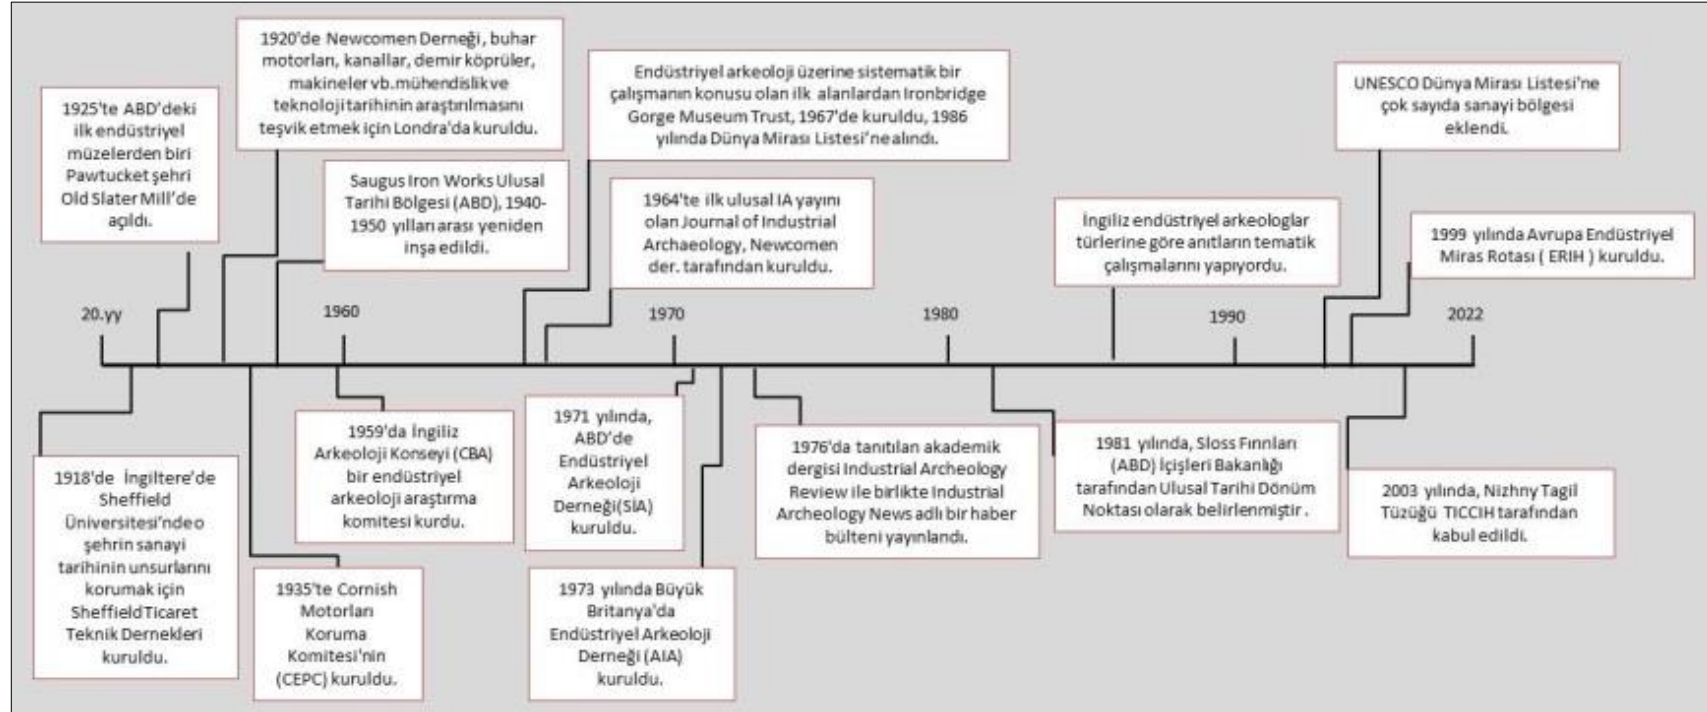 1925'te ABD'deki
ilk endüstriyel
müzelerden biri
Pawtucket şehri
Old Slater Mill'de
açıldı.
1920'de Newcomen Derneği, buhar
motorları, kanallar, demir köprüler,
makineler vb.mühendislik ve
teknoloji tarihinin araştırılmasını
teşvik etmek için Londra'da kuruldu.
Saugus Iron Works Ulusal
Tarihi Bölgesi (ABD), 1940-
1950 yılları arası yeniden
inşa edildi.
Endüstriyel arkeoloji üzerine sistematik bir
çalışmanın konusu olan ilk alanlardan Ironbridge
Gorge Museum Trust, 1967'de kuruldu, 1986
yılında Dünya Mirası Listesi'ne alındı.
1964'te ilk ulusal IA yayını
olan Journal of Industrial
Archaeology, Newcomen
der. tarafından kuruldu.
İngiliz endüstriyel arkeologlar
türlerine göre anıtların tematik
çalışmalarını yapıyordu.
UNESCO Dünya Mirası Listesi'ne
çok sayıda sanayi bölgesi
eklendi.
1999 yılında Avrupa Endüstriyel
Miras Rotası ( ERIH ) kuruldu.
20.yy
1960
1970
1980
1990
2022
1918'de İngiltere'de
Sheffield
Üniversitesi'nde o
şehrin sanayi
tarihinin unsurlarını
korumak için
Sheffield Ticaret
Teknik Dernekleri
kuruldu.
1935'te Cornish
Motorları
Koruma
Komitesi'nin
(CEPC) kuruldu.
1959'da İngiliz
Arkeoloji Konseyi (CBA)
bir endüstriyel
arkeoloji araştırma
komitesi kurdu.
1971 yılında,
ABD'de
Endüstriyel
Arkeoloji
Derneği(SİA)
kuruldu.
1973 yılında Büyük
Britanya'da
Endüstriyel Arkeoloji
Derneği (AIA)
kuruldu.
1976'da tanıtılan akademik
dergisi Industrial Archeology
Review ile birlikte Industrial
Archeology News adlı bir haber
bülteni yayınlandı.
1981 yılında, Sloss Fırınları
(ABD) İçişleri Bakanlığı
tarafından Ulusal Tarihi Dönüm
Noktası olarak belirlenmiştir .
2003 yılında, Nizhny Tagil
Tüzüğü TICCIH tarafından
kabul edildi.